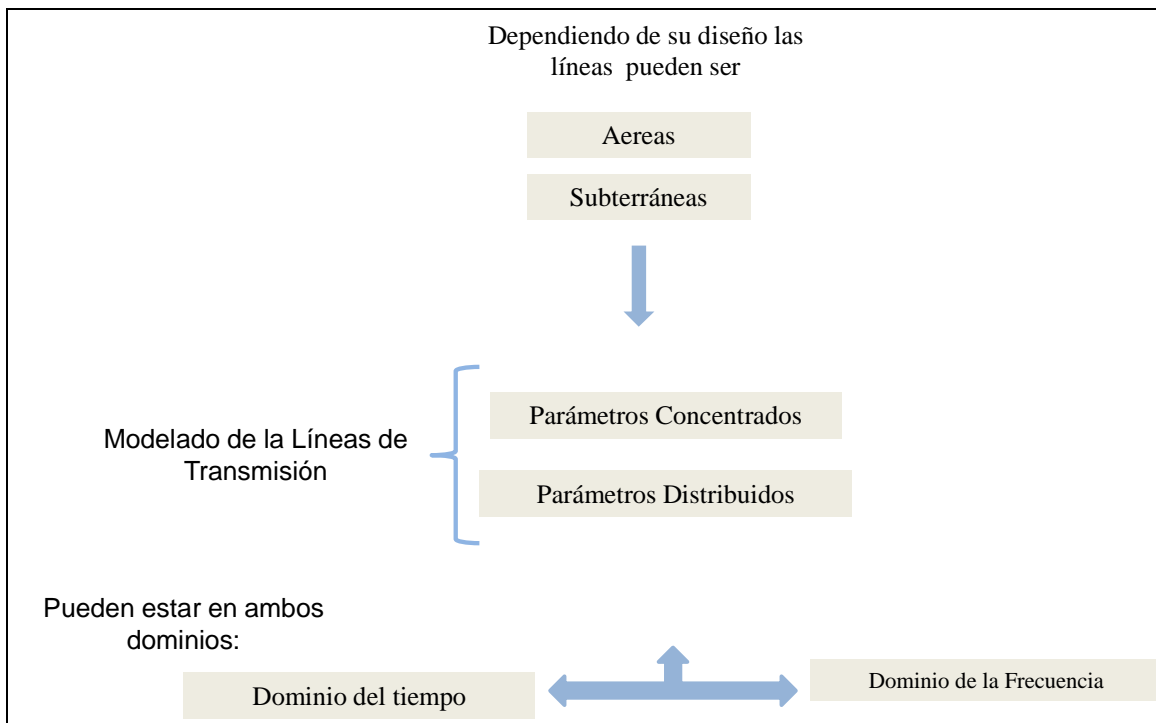 Dependiendo de su diseño las
líneas pueden ser
Aereas
Subterráneas
Parámetros Concentrados
Modelado de la Líneas de
Transmisión
Parámetros Distribuidos
Pueden estar en ambos
dominios:
Dominio del tiempo
Dominio de la Frecuencia